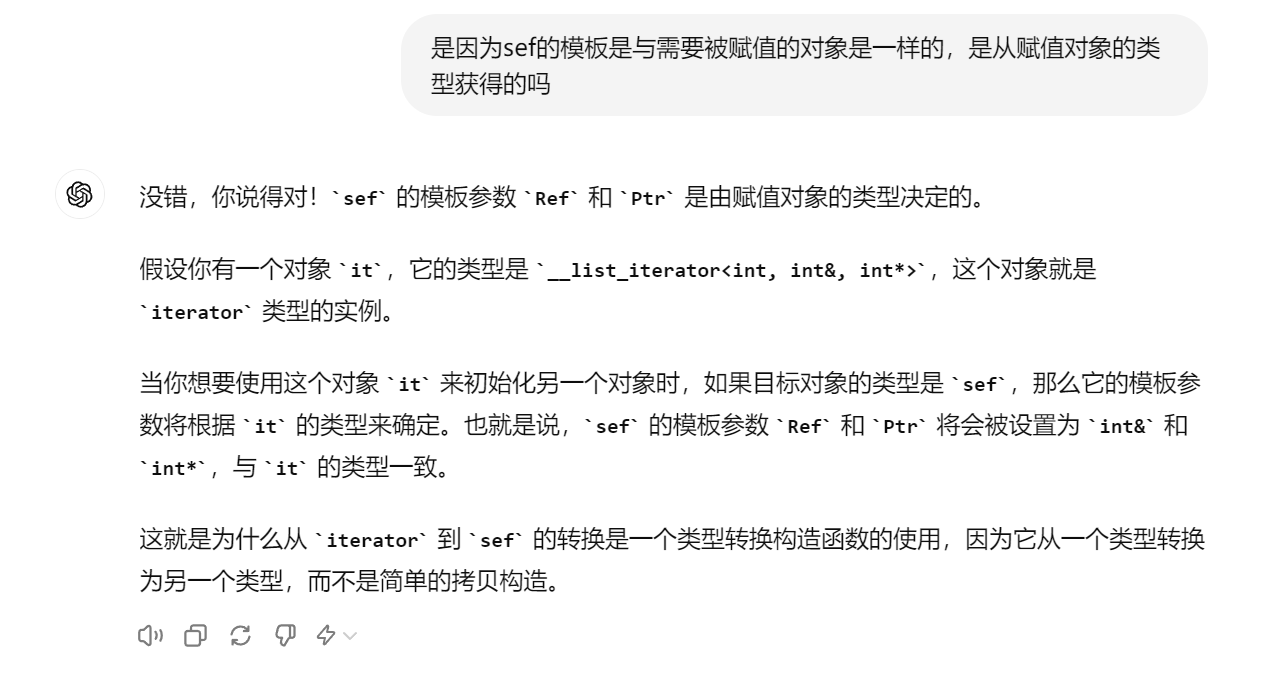 是因为sef的模板是与需要被赋值的对象是一样的，是从赋值对象的类
型获得的吗
没错，你说得对！`sef` 的模板参数 `Ref` 和 `Ptr` 是由赋值对象的类型决定的。
假设你有一个对象 `it`，它的类型是 `__list_iterator<int, int&, int*>`，这个对象就是
`iterator` 类型的实例。
当你想要使用这个对象 `it` 来初始化另一个对象时，如果目标对象的类型是 `sef`，那么它的模板参
数将根据 `it` 的类型来确定。也就是说，`sef` 的模板参数 `Ref` 和 `Ptr` 将会被设置为 `int&` 和
`int*`，与 `it` 的类型一致。
这就是为什么从 `iterator` 到 `sef` 的转换是一个类型转换构造函数的使用，因为它从一个类型转换
为另一个类型，而不是简单的拷贝构造。